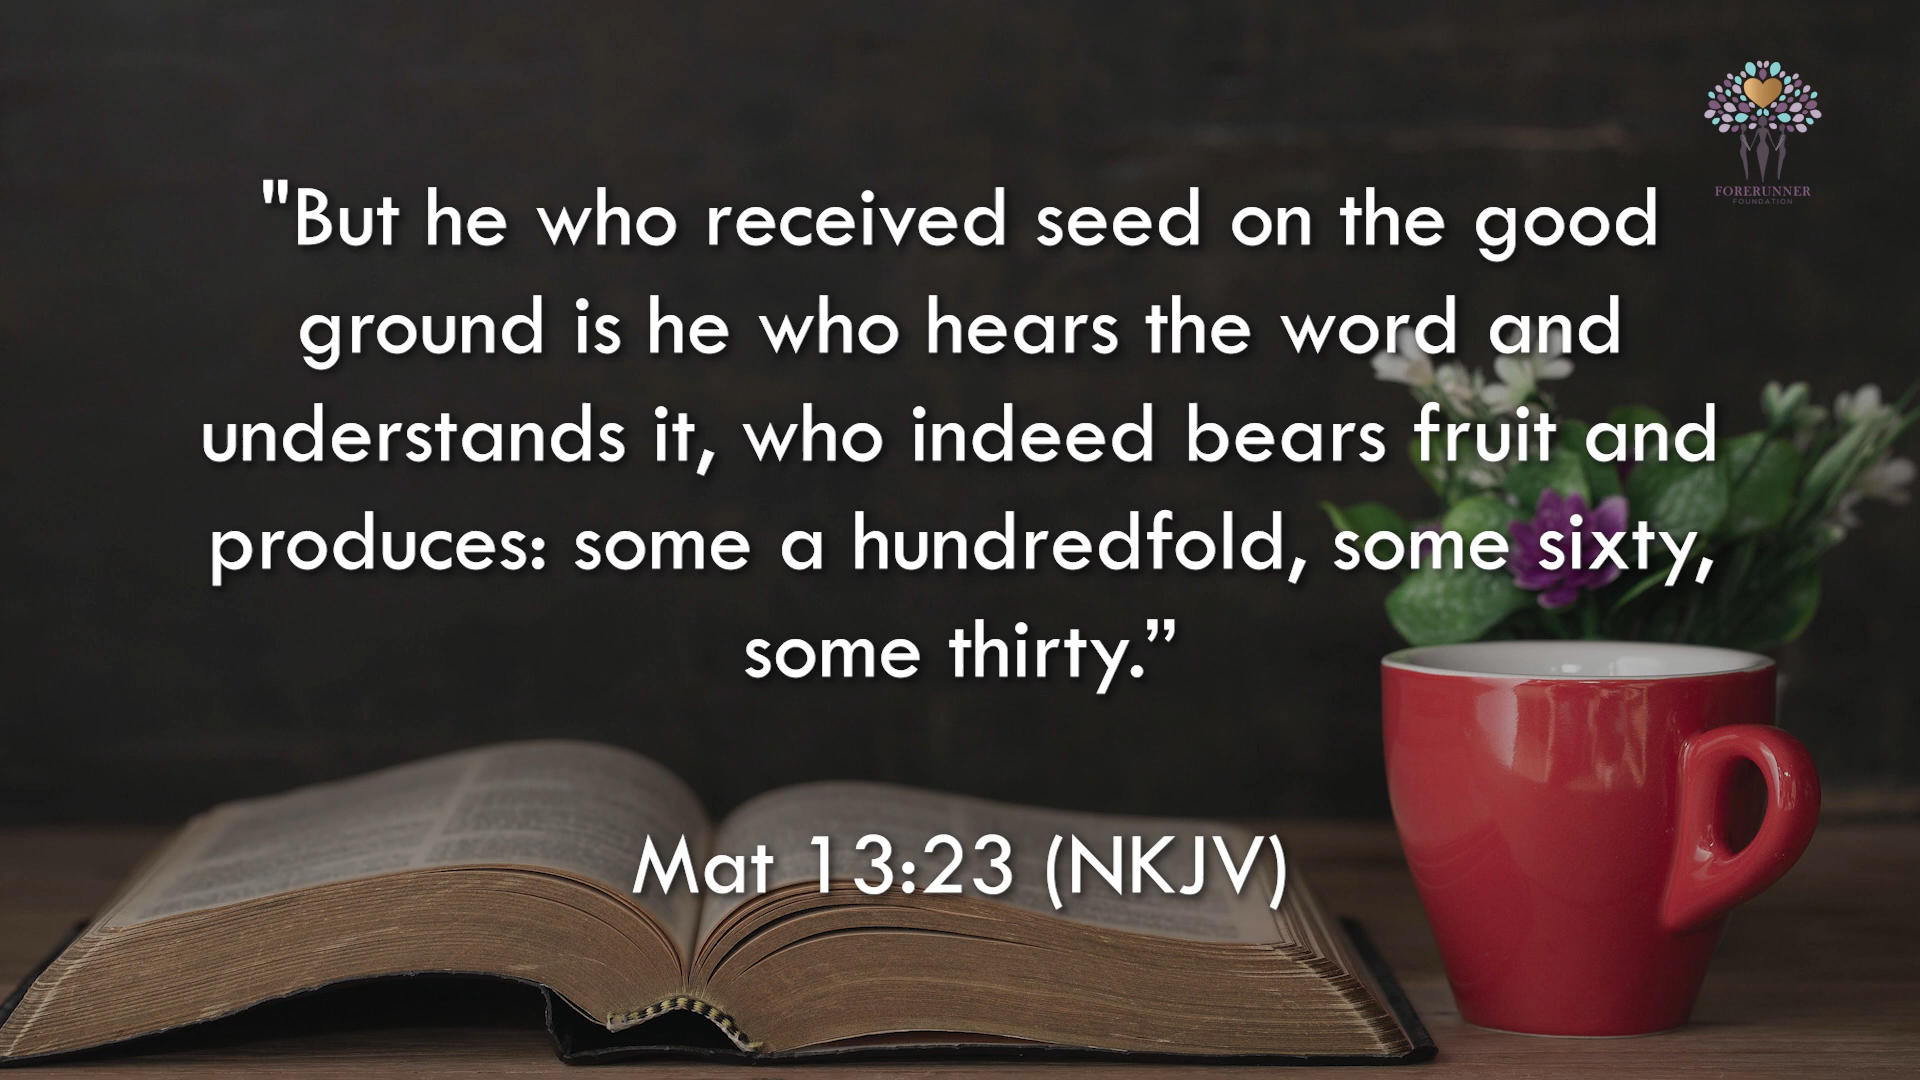 FORERUNNER
FOUNDATION
"But he who received seed on the good
ground is he who hears the word and
understands it, who indeed bears fruit and
produces: some a hundredfold, some sixty,
some thirty.”
Mat 13:23 (NKJV)